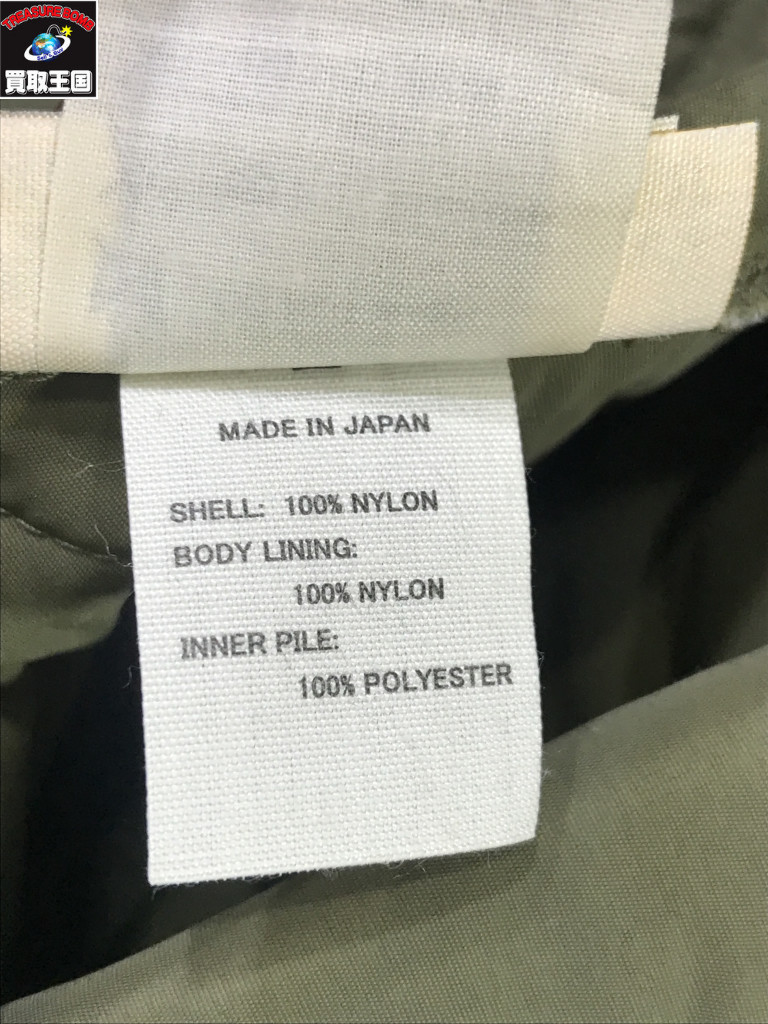 TREASURE BOMB
買取王国
MADE IN JAPAN
SHELL: 100% NYLON
BODY LINING:
100% NYLON
INNER PILE:
100% POLYESTER